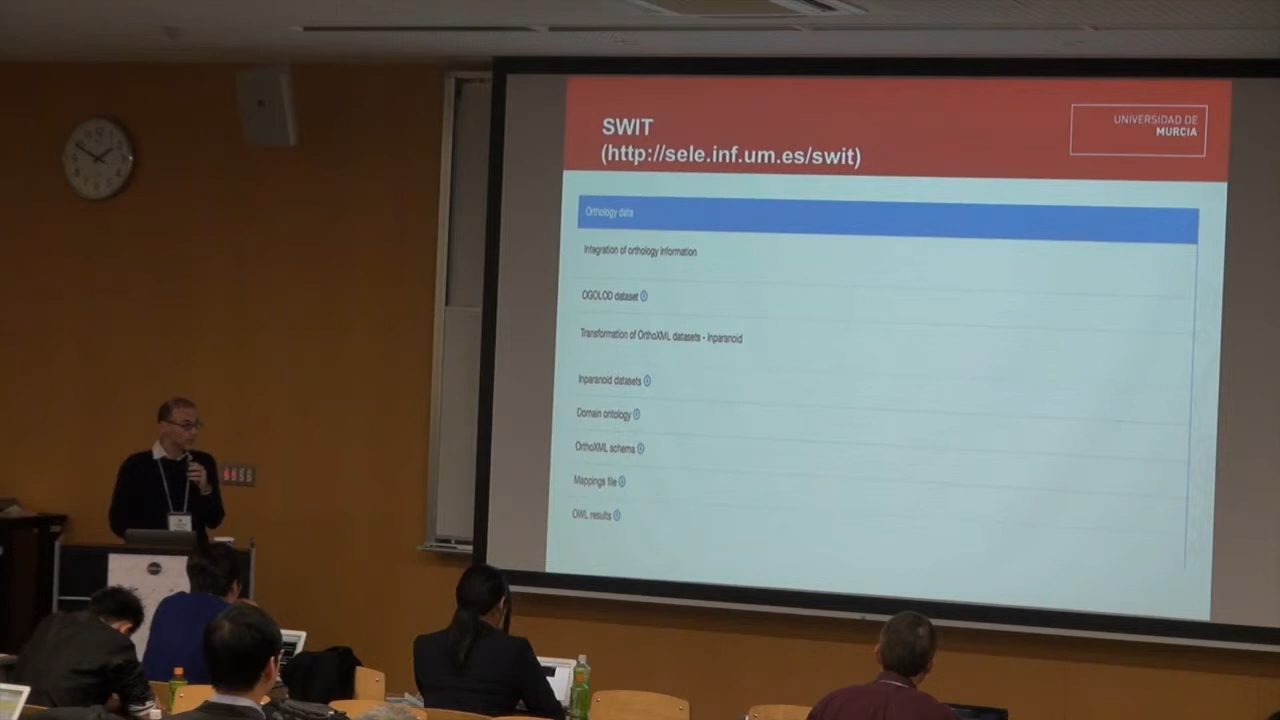 SWIT
(http://sele.inf.um.es/swit)
UNIVERSIDAD DE
MURCIA
Orthology data
Integration of orthology information
OGOLOD dataset
Transformation of OrthoXML datasets - Inparanoid
Inparanoid datasets
Domain ontology
OrthoXML schema
Mappings file
OWL results